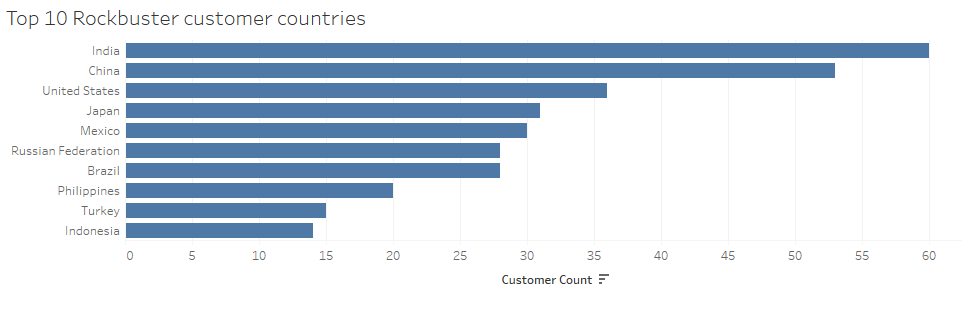 Top 10 Rockbuster customer countries
India
China
United States
Japan
Mexico
Russian Federation
Brazil
Philippines
Turkey
Indonesia
0 5 10 15 20 25 30 35 40 45 50 55 60
Customer Count